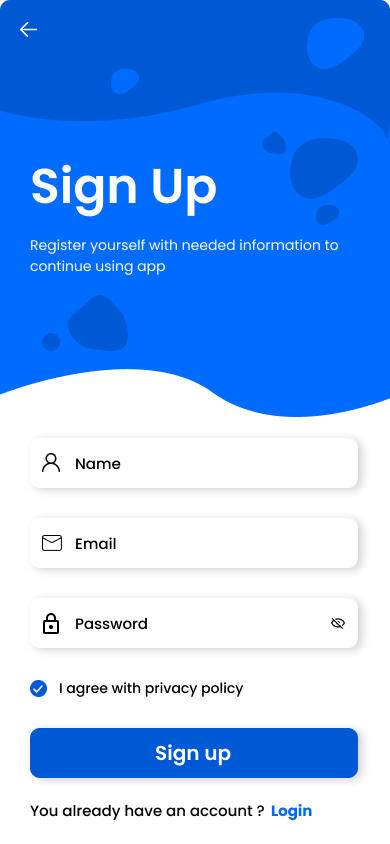 Sign Up
Register yourself with needed information to
continue using app
Name
Email
Password
I agree with privacy policy
Sign up
You already have an account ? Login